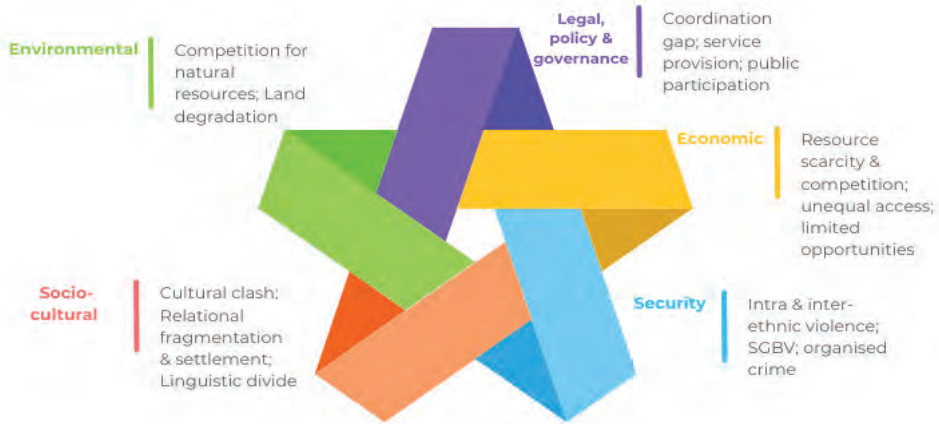 Environmental
Competition for
natural
resources; Land
degradation
Legal,
policy &
governance
Coordination
gap; service
provision; public
participation
Economic
Resource
scarcity &
competition;
unequal access;
limited
opportunities
Socio-
cultural
Cultural clash;
Relational
fragmentation
& settlement;
Linguistic divide
Security
Intra & inter-
ethnic violence;
SGBV; organised
crime